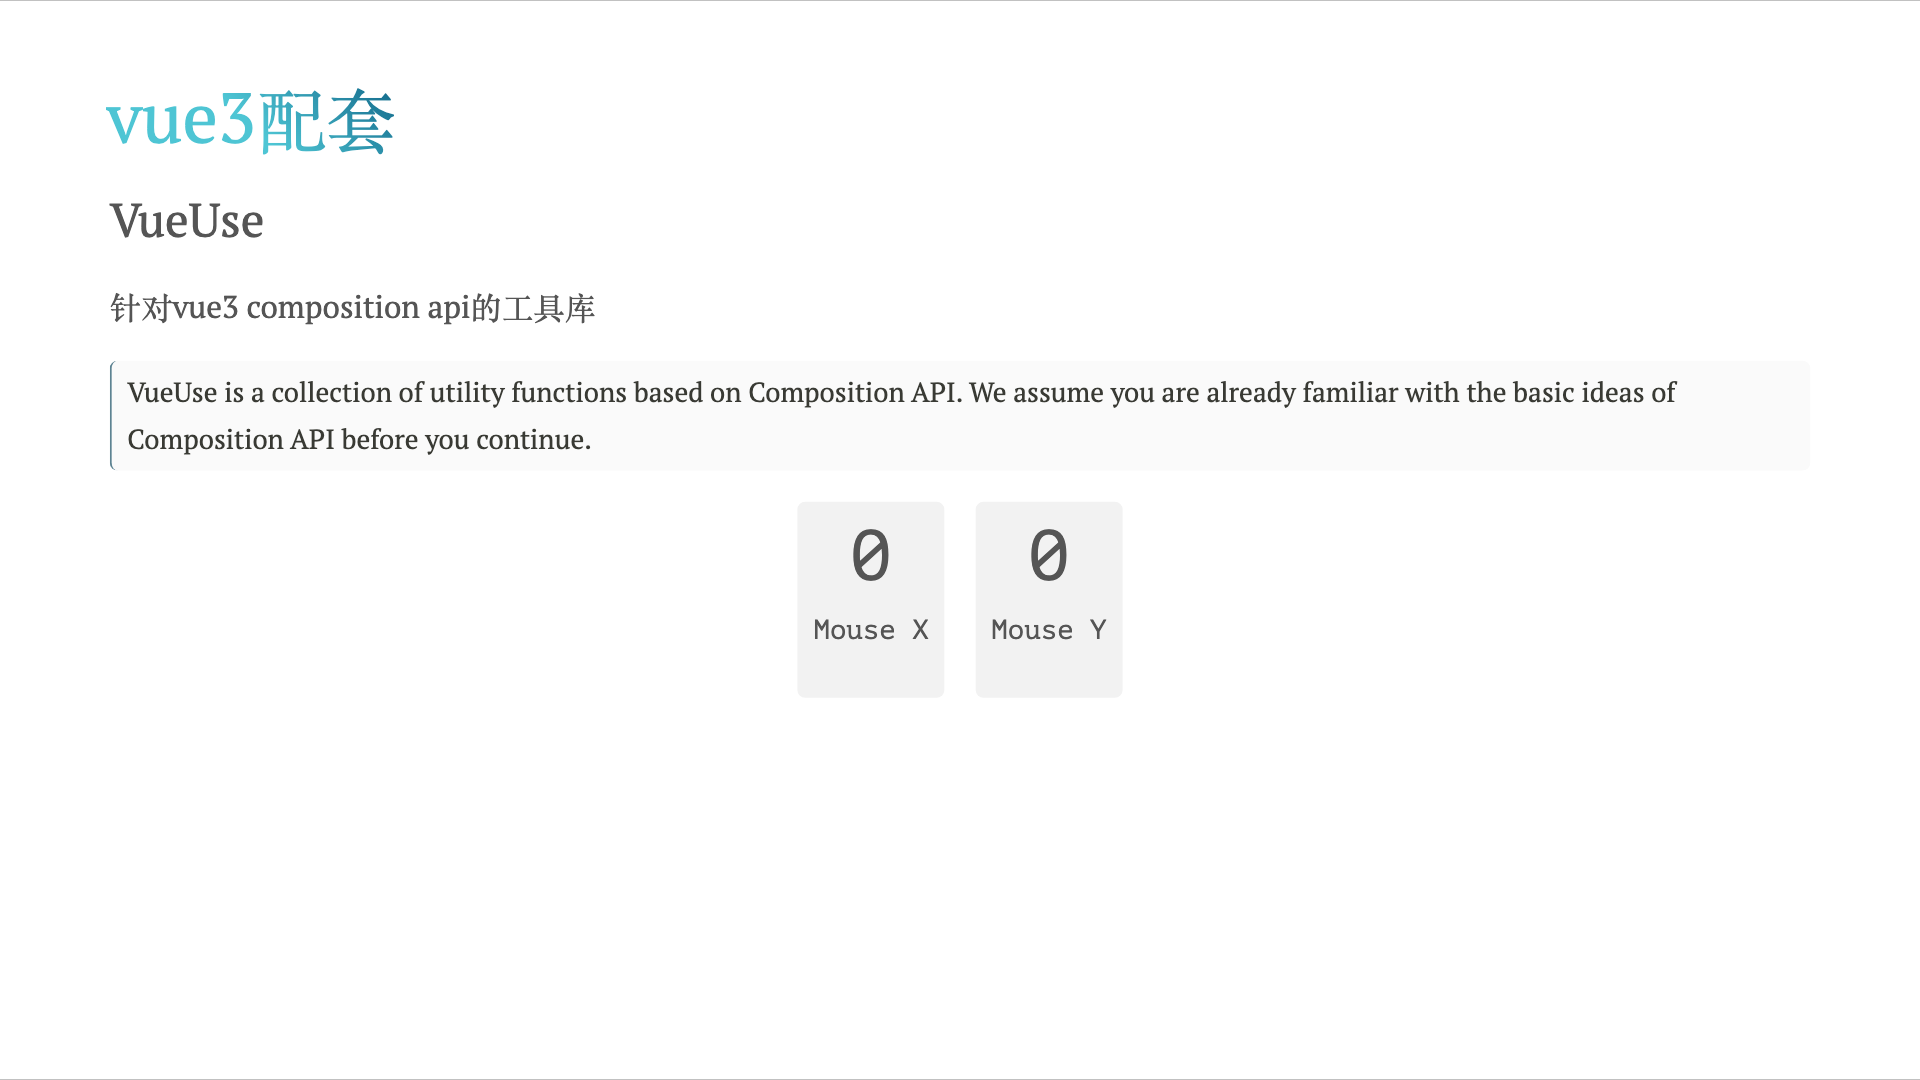 vue3配套
VueUse
针对vue3 composition api的工具库
VueUse is a collection of utility functions based on Composition API. We assume you are already familiar with the basic ideas of
Composition API before you continue.
0
Mouse X
0
Mouse Y